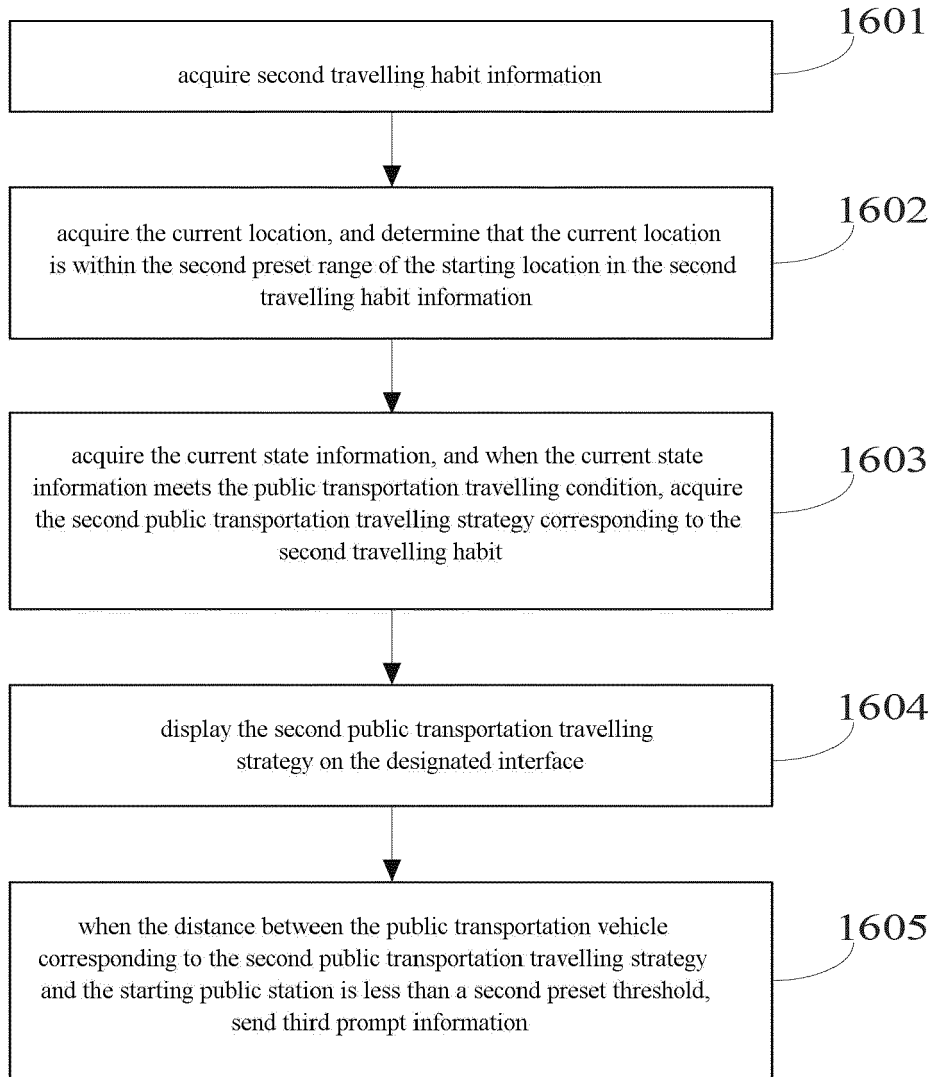 1601
acquire second travelling habit information
1602
acquire the current location, and determine that the current location
is within the second preset range of the starting location in the second
travelling habit information
1603
acquire the current state information, and when the current state
information meets the public transportation travelling condition, acquire
the second public transportation travelling strategy corresponding to the
second travelling habit
1604
display the second public transportation travelling
strategy on the designated interface
1605
when the distance between the public transportation vehicle
corresponding to the second public transportation travelling strategy
and the starting public station is less than a second preset threshold,
send third prompt information